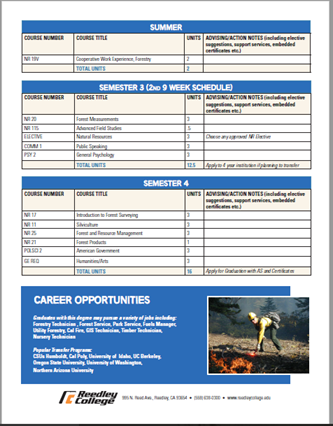 SUMMER
COURSE NUMBER COURSE TITLE UNITS ADVISING/ACTION NOTES (including elective
suggestions, support services, embedded
certificates etc.)
NR 19V Cooperative Work Experience, Forestry 2
TOTAL UNITS 2
SEMESTER 3 (2ND 9 WEEK SCHEDULE)
COURSE NUMBER COURSE TITLE UNITS ADVISING/ACTION NOTES (including elective
suggestions, support services, embedded
certificates etc.)
NR 20 Forest Measurements 3
NR 115 Advanced Field Studies .5
ELECTIVE Natural Resources 3 Choose any approved NR Elective
COMM 1 Public Speaking 3
PSY 2 General Psychology 3
TOTAL UNITS 12.5 Apply to 4 year institution if planning to transfer
SEMESTER 4
COURSE NUMBER COURSE TITLE UNITS ADVISING/ACTION NOTES (including elective
suggestions, support services, embedded
certificates etc.)
NR 17 Introduction to Forest Surveying 3
NR 11 Silviculture 3
NR 25 Forest and Resource Management 3
NR 21 Forest Products 1
POLSCI 2 American Government 3
GE REQ Humanities/Arts 3
TOTAL UNITS 16 Apply for Graduation with AS and Certificates
CAREER OPPORTUNITIES
Graduates with this degree may pursue a variety of jobs including:
Forestry Technician, Forest Service, Park Service, Fuels Manager,
Utility Forestry, Cal Fire, GIS Technician, Timber Technician,
Nursery Technician
Popular Transfer Programs:
CSUs Humboldt, Cal Poly, University of Idaho, UC Berkeley,
Oregon State University, University of Washington,
Northern Arizona University
Reedley College
995 N. Reed Ave., Reedley, CA 93654 • (559) 638-0300 • www.reedleycollege.edu